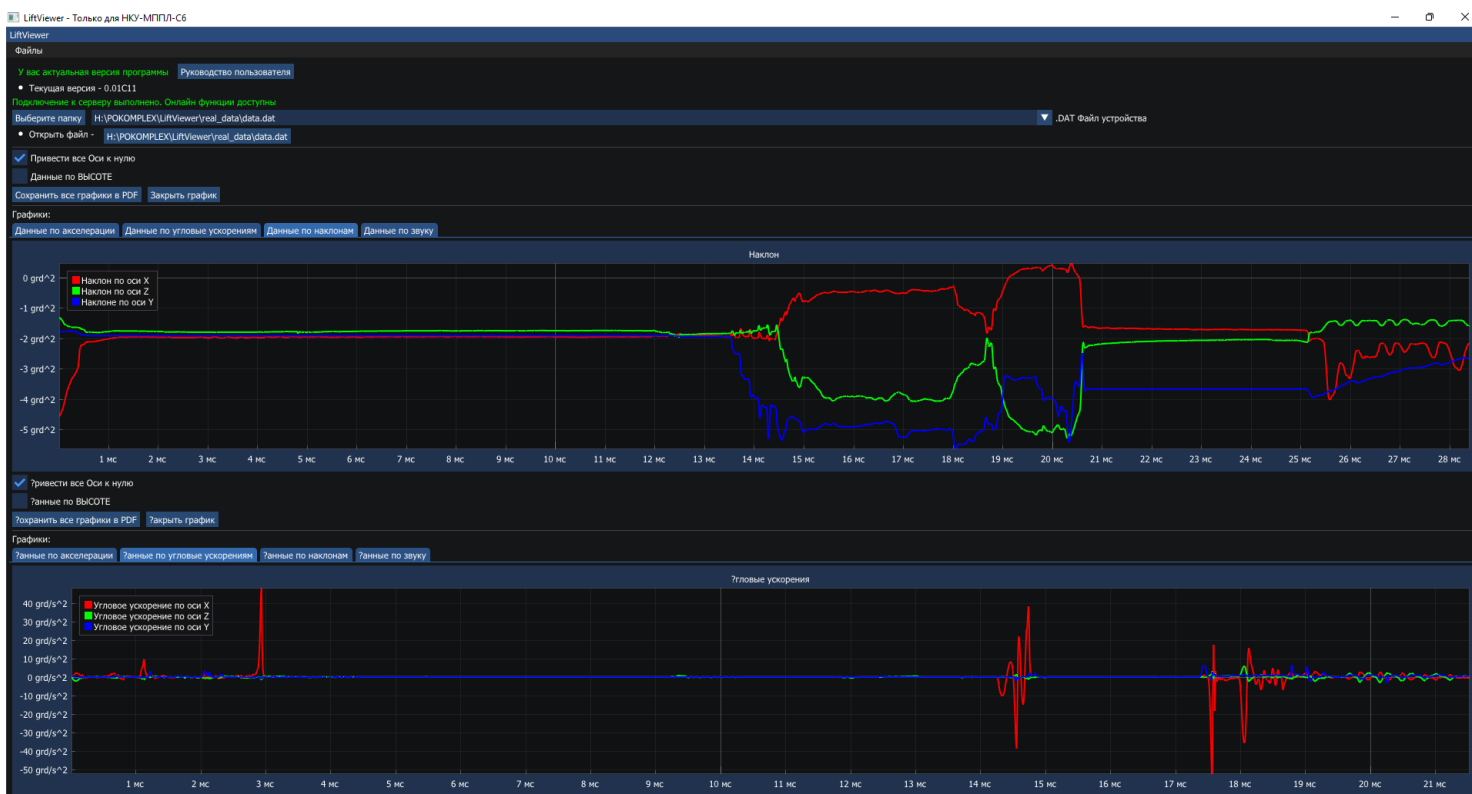 LiftViewer - Только для НКУ-МППЛ-С6
LiftViewer
Файлы
У вас актуальная версия программы Руководство пользователя
Текущая версия - 0.01C11
Подключение к серверу выполнено. Онлайн функции доступны
Выберите папку H:\POKOMPLEX\LiftViewer\real_data\data.dat .DAT Файл устройства
Открыть файл - H:\POKOMPLEX\LiftViewer\real_data\data.dat
Привести все Оси к нулю
Данные по ВЫСОТЕ
Сохранить все графики в PDF Закрыть график
Графики:
Данные по акселерации Данные по угловые ускорениям Данные по наклонам Данные по звуку
Наклон
0 grd^2
Наклон по оси X
Наклон по оси Z
Наклоне по оси Y
-1 grd^2
-2 grd^2
-3 grd^2
-4 grd^2
-5 grd^2
1 мс 2 мс 3 мс 4 мс 5 мс 6 мс 7 мс 8 мс 9 мс 10 мс 11 мс 12 мс 13 мс 14 мс 15 мс 16 мс 17 мс 18 мс 19 мс 20 мс 21 мс 22 мс 23 мс 24 мс 25 мс 26 мс 27 мс 28 мс
?ривести все Оси к нулю
?анные по ВЫСОТЕ
?охранить все графики в PDF ?акрыть график
Графики:
?анные по акселерации ?анные по угловые ускорениям ?анные по наклонам ?анные по звуку
?гловые ускорения
40 grd/s^2
Угловое ускорение по оси X
Угловое ускорение по оси Z
Угловое ускорение по оси Y
30 grd/s^2
20 grd/s^2
10 grd/s^2
0 grd/s^2
-10 grd/s^2
-20 grd/s^2
-30 grd/s^2
-40 grd/s^2
-50 grd/s^2
1 мс 2 мс 3 мс 4 мс 5 мс 6 мс 7 мс 8 мс 9 мс 10 мс 11 мс 12 мс 13 мс 14 мс 15 мс 16 мс 17 мс 18 мс 19 мс 20 мс 21 мс